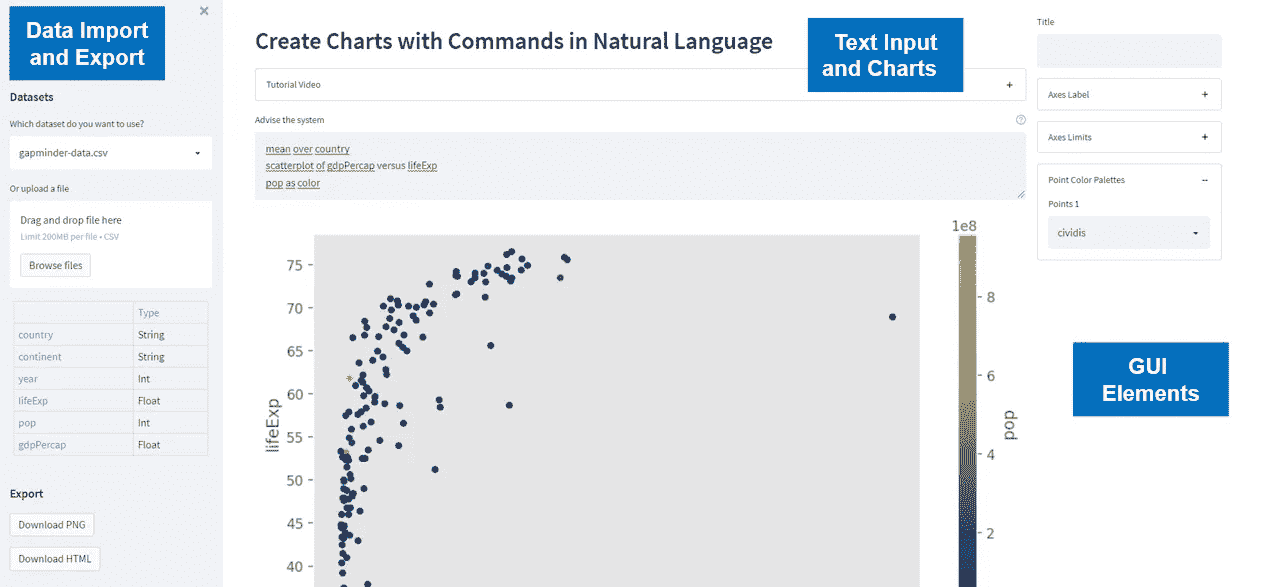 Data Import
and Export
×
Datasets
Which dataset do you want to use?
gapminder-data.csv
Or upload a file
Drag and drop file here
Limit 200MB per file • CSV
Browse files
Type
country String
continent String
year Int
lifeExp Float
pop Int
gdpPercap Float
Export
Download PNG
Download HTML
Create Charts with Commands in Natural Language
Text Input
and Charts
Tutorial Video +
Advise the system ?
mean over country
scatterplot of gdpPercap versus lifeExp
pop as color
1e8
75
70
65
60
55
50
45
40
lifeExp
8
6
4
2
pop
Title
Axes Label +
Axes Limits +
Point Color Palettes –
Points 1
cividis
GUI
Elements